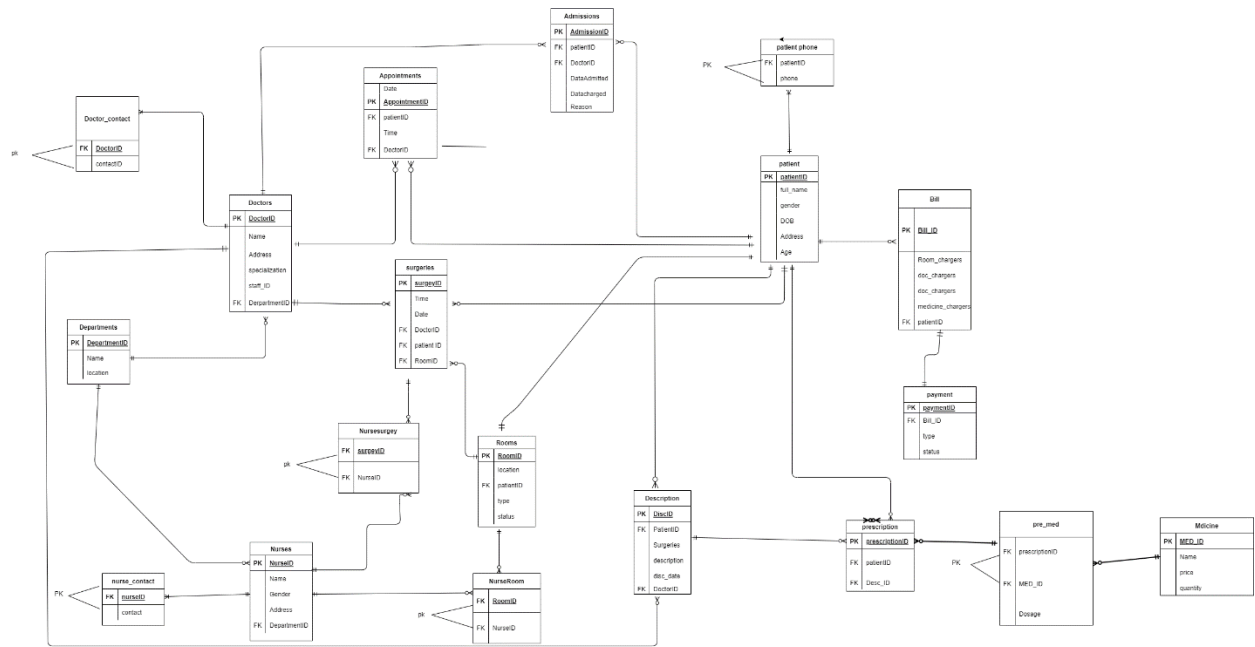 Admissions
PK AdmissionID
FK patientID
FK DoctorID
DataAdmitted
Datacharged
Reason
patient phone
PK
FK patientID
phone
Appointments
Date
PK AppointmentID
FK patientID
Time
FK DoctorID
Doctor_contact
pk
FK DoctorID
contactID
patient
PK patientID
full_name
gender
DOB
Address
Age
Doctors
PK DoctorID
Name
Address
specialization
staff_ID
FK DerpartmentID
Bill
PK Bill_ID
Room_chargers
doc_chargers
doc_chargers
medicine_chargers
FK patientID
surgeries
PK surgeyID
Time
Date
FK DoctorID
FK patient ID
FK RoomID
Departments
PK DepartmentID
Name
location
payment
PK paymentID
FK Bill_ID
type
status
Nursesurgey
pk
FK surgeyID
FK NurseID
Rooms
PK RoomID
location
FK patientID
type
status
Description
PK DiscID
FK PatientID
Surgeries
description
disc_date
FK DoctorID
prescription
PK prescriptionID
FK patientID
FK Desc_ID
pre_med
PK
FK prescriptionID
FK MED_ID
Dosage
Mdicine
PK MED_ID
Name
price
quantity
Nurses
PK NurseID
Name
Gender
Address
FK DepartmentID
nurse_contact
PK
FK nurseID
contact
NurseRoom
pk
FK RoomID
FK NurseID